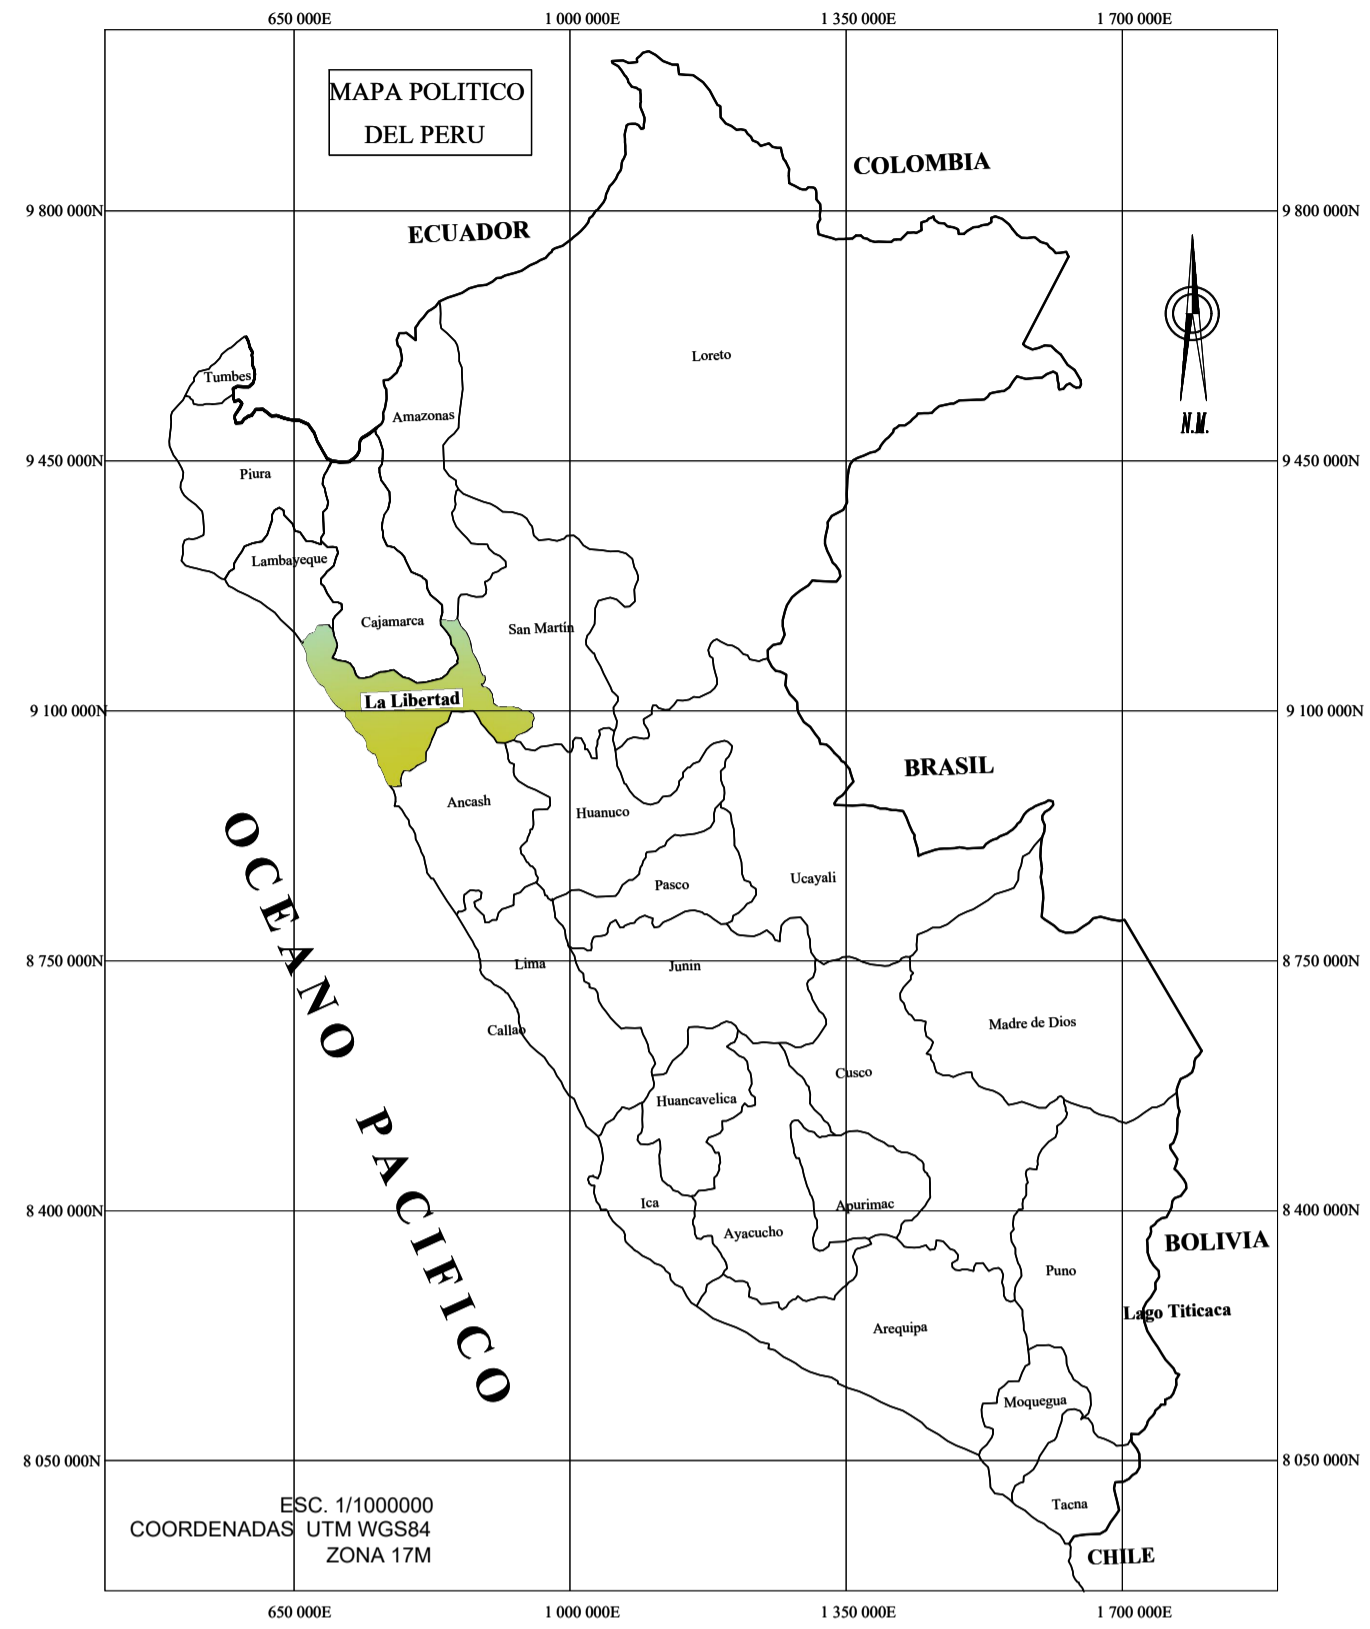 650 000E
1 000 000E
1 350 000E
1 700 000E
MAPA POLITICO
DEL PERU
COLOMBIA
9 800 000N
9 800 000N
ECUADOR
Loreto
Tumbes
Amazonas
N.M.
9 450 000N
9 450 000N
Piura
Lambayeque
Cajamarca
San Martín
La Libertad
9 100 000N
9 100 000N
BRASIL
Ancash
Huanuco
Ucayali
Pasco
OCEANO PACIFICO
8 750 000N
Lima
Junin
8 750 000N
Callao
Madre de Dios
Cusco
Huancavelica
Ica
Apurimac
8 400 000N
8 400 000N
Ayacucho
BOLIVIA
Puno
Lago Titicaca
Arequipa
Moquegua
8 050 000N
8 050 000N
Tacna
ESC. 1/1000000
COORDENADAS UTM WGS84
ZONA 17M
CHILE
650 000E
1 000 000E
1 350 000E
1 700 000E